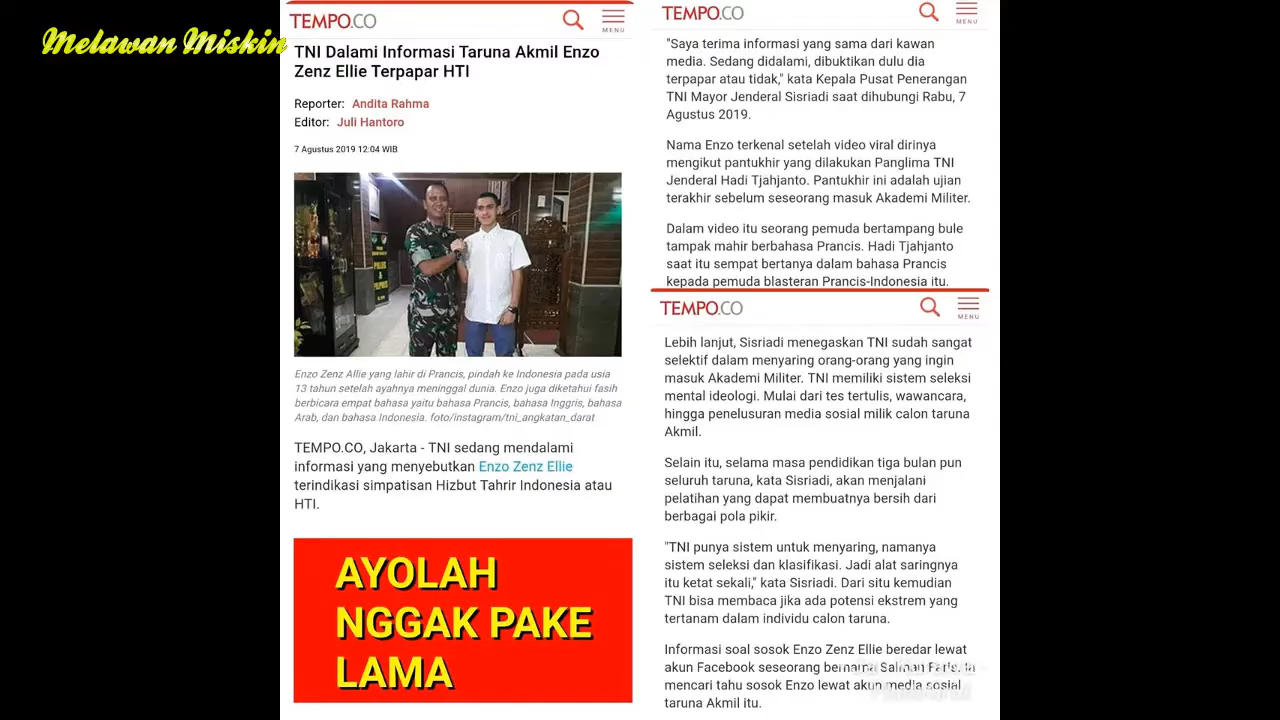 Melawan Miskin
TEMPO.CO
MENU
TNI Dalami Informasi Taruna Akmil Enzo
Zenz Ellie Terpapar HTI
Reporter: Andita Rahma
Editor: Juli Hantoro
7 Agustus 2019 12:04 WIB
Enzo Zenz Allie yang lahir di Prancis, pindah ke Indonesia pada usia
13 tahun setelah ayahnya meninggal dunia. Enzo juga diketahui fasih
berbicara empat bahasa yaitu bahasa Prancis, bahasa Inggris, bahasa
Arab, dan bahasa Indonesia. foto/instagram/tni_angkatan_darat
TEMPO.CO, Jakarta - TNI sedang mendalami
informasi yang menyebutkan Enzo Zenz Ellie
terindikasi simpatisan Hizbut Tahrir Indonesia atau
HTI.
AYOLAH
NGGAK PAKE
LAMA
TEMPO.CO
MENU
"Saya terima informasi yang sama dari kawan
media. Sedang didalami, dibuktikan dulu dia
terpapar atau tidak," kata Kepala Pusat Penerangan
TNI Mayor Jenderal Sisriadi saat dihubungi Rabu, 7
Agustus 2019.
Nama Enzo terkenal setelah video viral dirinya
mengikut pantukhir yang dilakukan Panglima TNI
Jenderal Hadi Tjahjanto. Pantukhir ini adalah ujian
terakhir sebelum seseorang masuk Akademi Militer.
Dalam video itu seorang pemuda bertampang bule
tampak mahir berbahasa Prancis. Hadi Tjahjanto
saat itu sempat bertanya dalam bahasa Prancis
kepada pemuda blasteran Prancis-Indonesia itu.
TEMPO.CO
MENU
Lebih lanjut, Sisriadi menegaskan TNI sudah sangat
selektif dalam menyaring orang-orang yang ingin
masuk Akademi Militer. TNI memiliki sistem seleksi
mental ideologi. Mulai dari tes tertulis, wawancara,
hingga penelusuran media sosial milik calon taruna
Akmil.
Selain itu, selama masa pendidikan tiga bulan pun
seluruh taruna, kata Sisriadi, akan menjalani
pelatihan yang dapat membuatnya bersih dari
berbagai pola pikir.
"TNI punya sistem untuk menyaring, namanya
sistem seleksi dan klasifikasi. Jadi alat saringnya
itu ketat sekali," kata Sisriadi. Dari situ kemudian
TNI bisa membaca jika ada potensi ekstrem yang
tertanam dalam individu calon taruna.
Informasi soal sosok Enzo Zenz Ellie beredar lewat
akun Facebook seseorang bernama Salman Faris. Ia
mencari tahu sosok Enzo lewat akun media sosial
taruna Akmil itu.